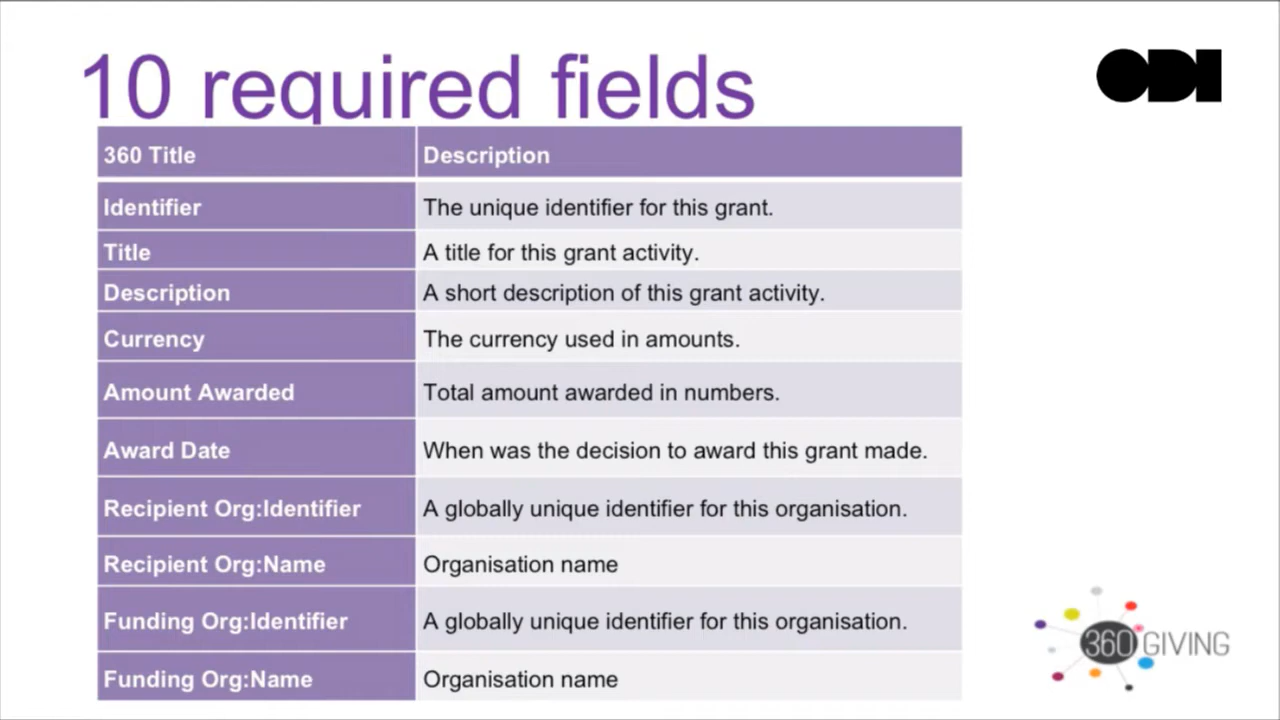 10 required fields
ODI
360 Title Description
Identifier The unique identifier for this grant.
Title A title for this grant activity.
Description A short description of this grant activity.
Currency The currency used in amounts.
Amount Awarded Total amount awarded in numbers.
Award Date When was the decision to award this grant made.
Recipient Org:Identifier A globally unique identifier for this organisation.
Recipient Org:Name Organisation name
Funding Org:Identifier A globally unique identifier for this organisation.
Funding Org:Name Organisation name
360 GIVING